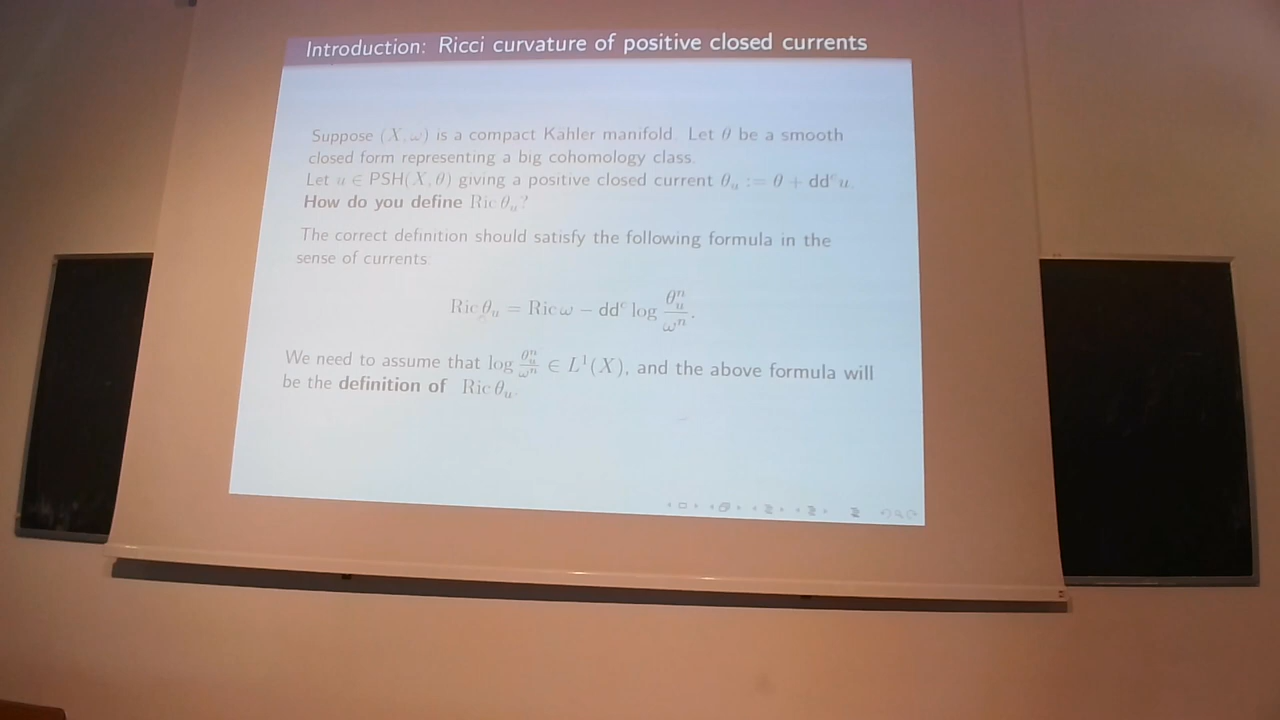 Introduction: Ricci curvature of positive closed currents
Suppose (X, ω) is a compact Kähler manifold. Let θ be a smooth
closed form representing a big cohomology class.
Let u ∈ PSH(X, θ) giving a positive closed current θ_u := θ + dd^c u.
How do you define Ric θ_u?
The correct definition should satisfy the following formula in the
sense of currents.
Ric θ_u = Ric ω − dd^c log θ_u^n / ω^n.
We need to assume that log θ_u^n / ω^n ∈ L^1(X), and the above formula will
be the definition of Ric θ_u.